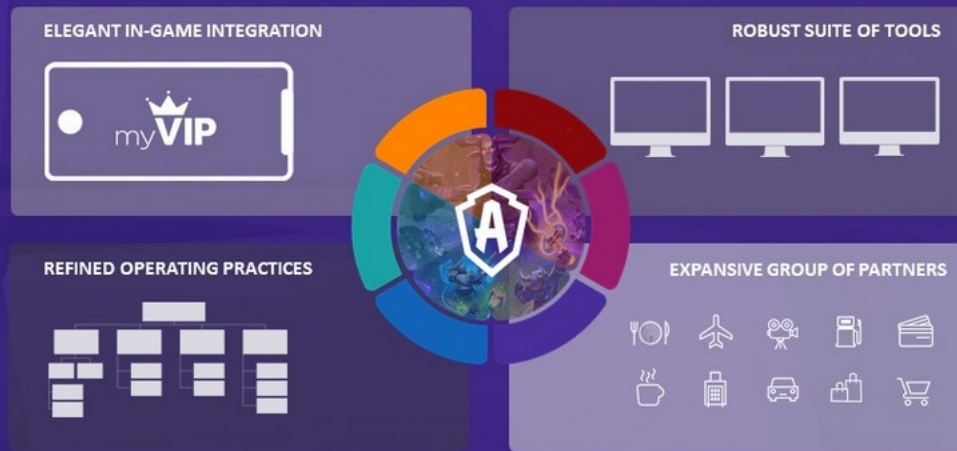 ELEGANT IN-GAME INTEGRATION
myVIP
ROBUST SUITE OF TOOLS
A
REFINED OPERATING PRACTICES
EXPANSIVE GROUP OF PARTNERS